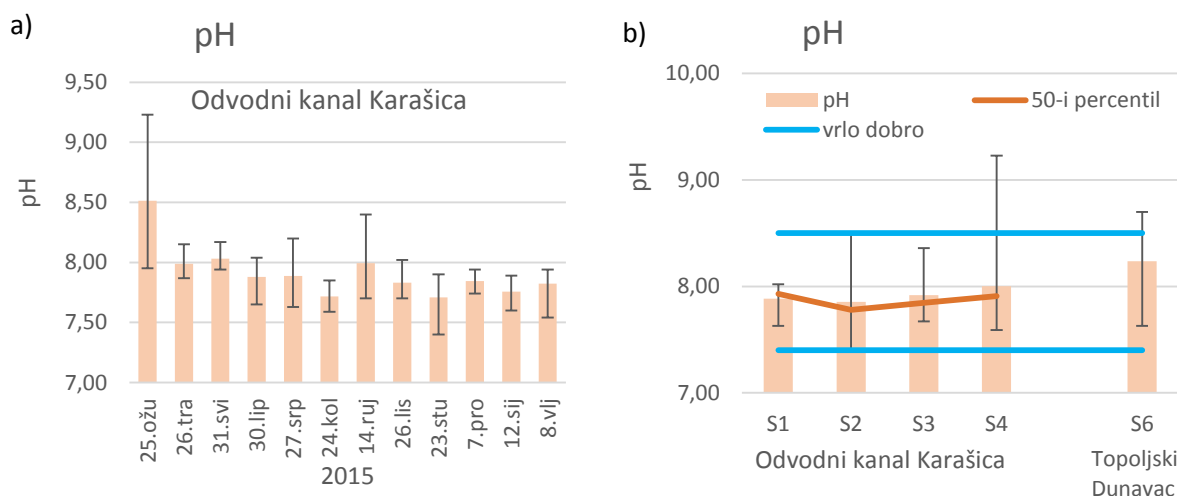 a)
pH
Odvodni kanal Karašica
pH
9,50
9,00
8,50
8,00
7,50
7,00
25.ožu
26.tra
31.svi
30.lip
27.srp
24.kol
14.ruj
26.lis
23.stu
7.pro
12.sij
8.vlj
2015
b)
pH
pH
10,00
9,00
8,00
7,00
pH
50-i percentil
vrlo dobro
S1
S2
S3
S4
S6
Odvodni kanal Karašica
Topoljski
Dunavac